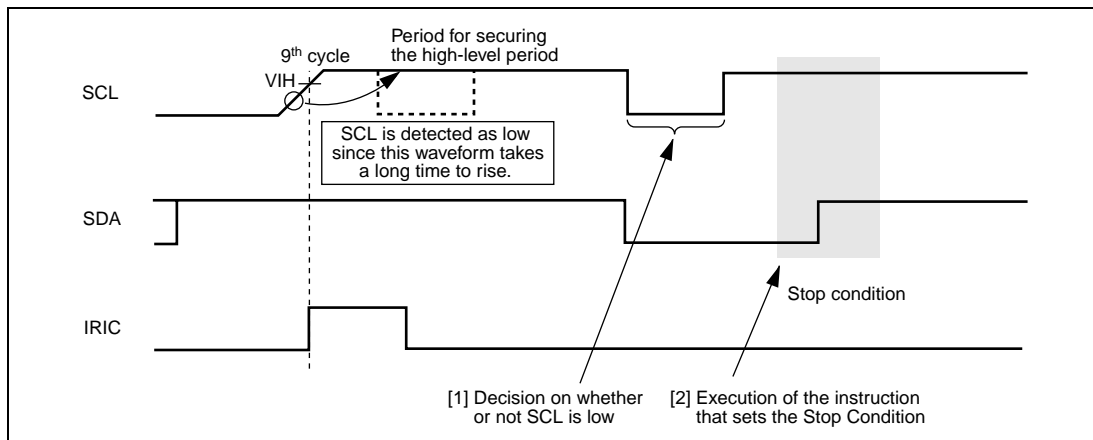 Period for securing
the high-level period
9th cycle
VIH
SCL
SCL is detected as low
since this waveform takes
a long time to rise.
SDA
Stop condition
IRIC
[1] Decision on whether
or not SCL is low
[2] Execution of the instruction
that sets the Stop Condition